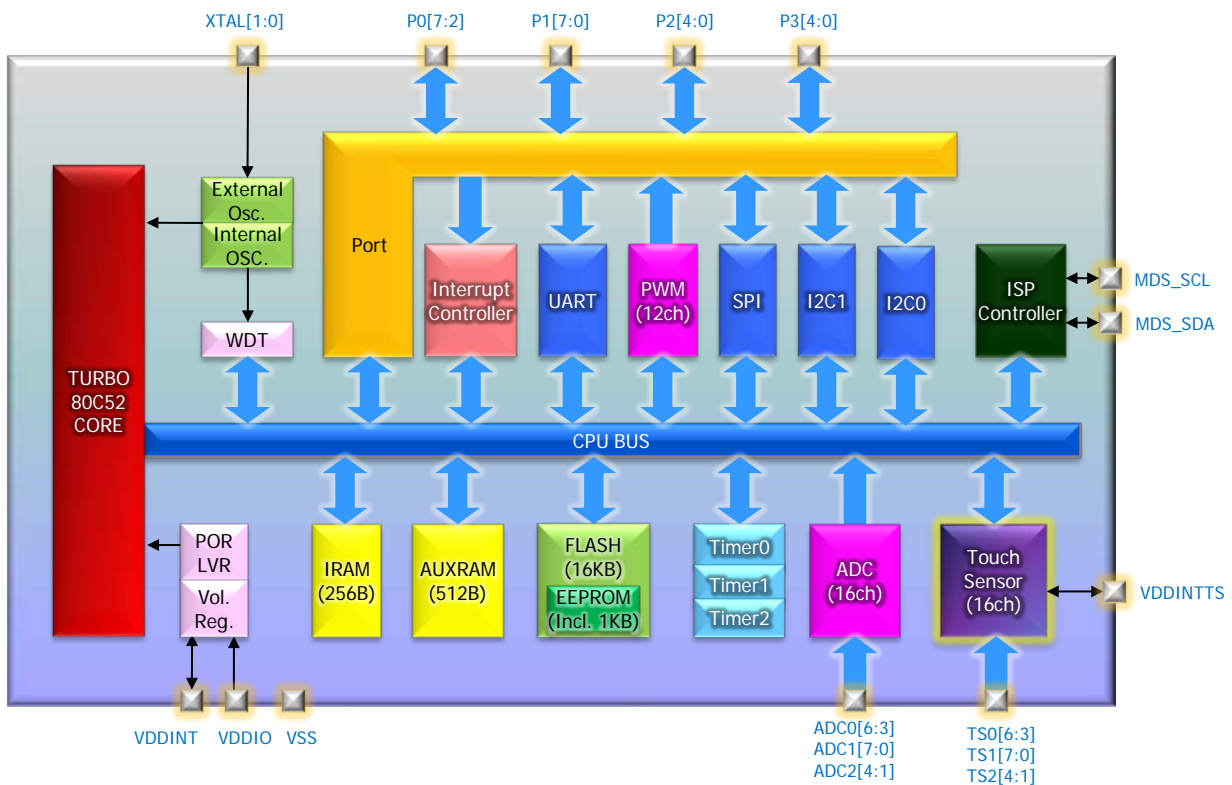 XTAL[1:0]
P0[7:2]
P1[7:0]
P2[4:0]
P3[4:0]
External
Osc.
Internal
OSC.
WDT
TURBO
80C52
CORE
Port
Interrupt
Controller
UART
PWM
(12ch)
SPI
I2C1
I2C0
ISP
Controller
MDS_SCL
MDS_SDA
CPU BUS
POR
LVR
Vol.
Reg.
IRAM
(256B)
AUXRAM
(512B)
FLASH
(16KB)
EEPROM
(Incl. 1KB)
Timer0
Timer1
Timer2
ADC
(16ch)
Touch
Sensor
(16ch)
VDDINTTS
VDDINT
VDDIO
VSS
ADC0[6:3]
ADC1[7:0]
ADC2[4:1]
TS0[6:3]
TS1[7:0]
TS2[4:1]